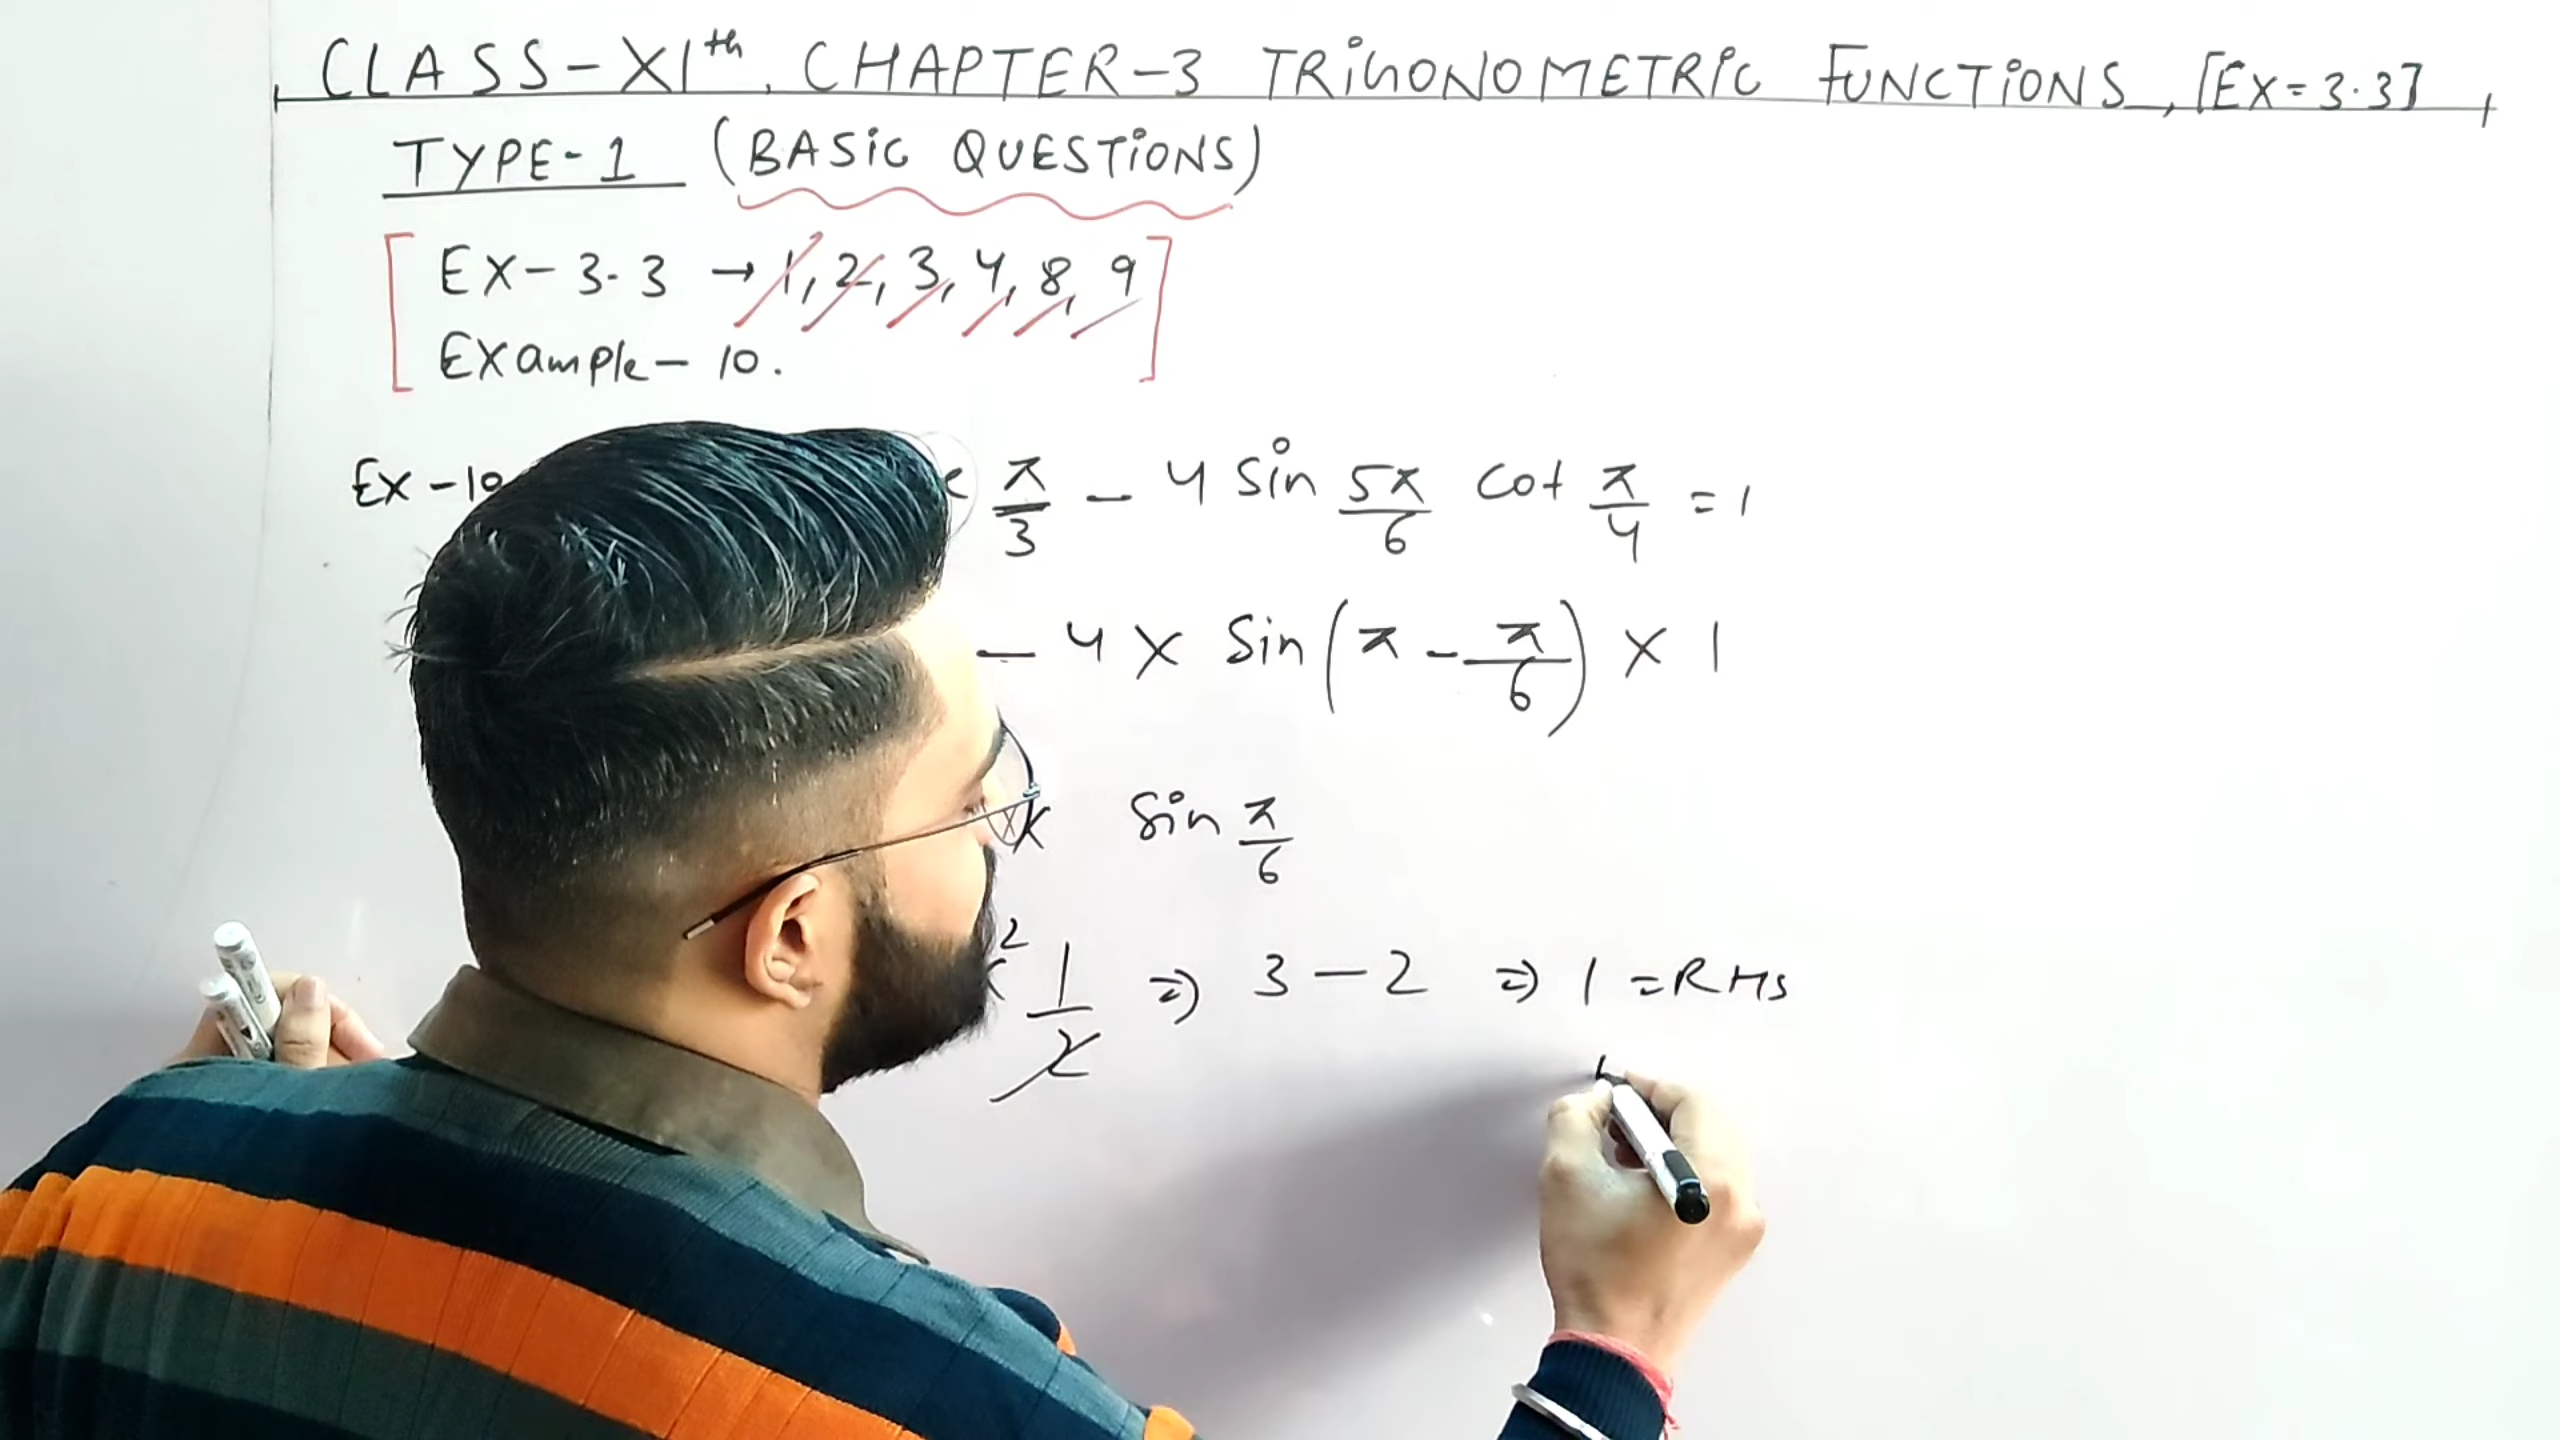 CLASS-XIth, CHAPTER-3 TRIGONOMETRIC FUNCTIONS, [EX=3.3]
TYPE-1 (BASIC QUESTIONS)
EX-3.3 → 1, 2, 3, 4, 8, 9
EXample-10.
EX-10 π/3 - 4 sin 5π/6 cot π/4 = 1
- 4 × sin(π - π/6) × 1
× sin π/6
2 1/2 ⇒ 3 - 2 ⇒ 1 = RHS